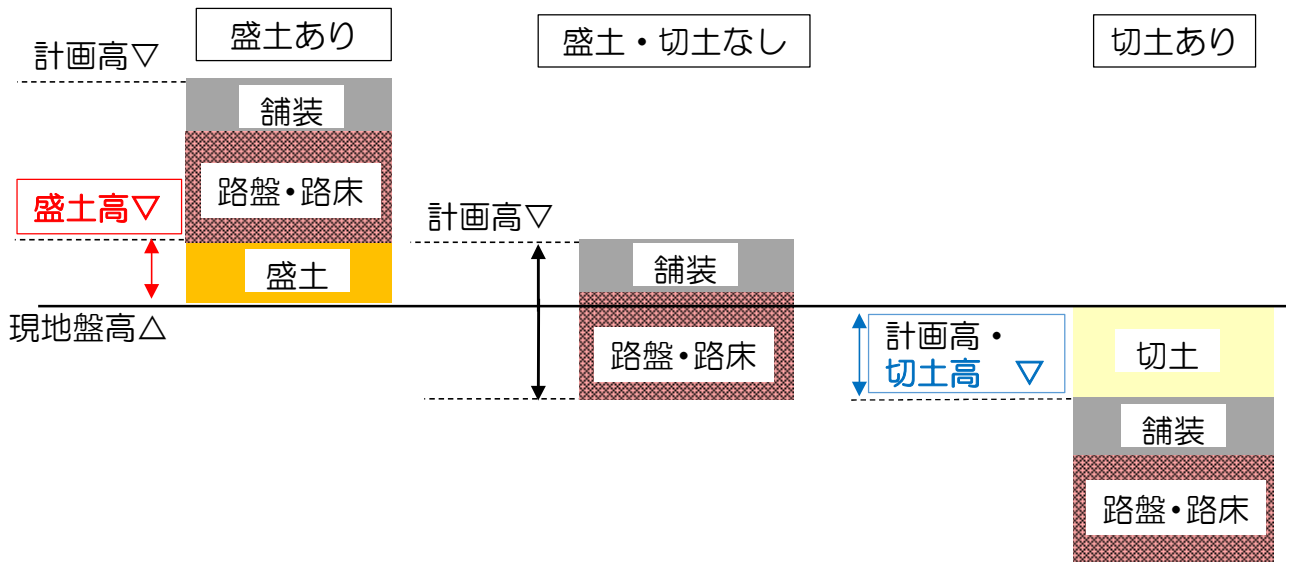 盛土あり
盛土・切土なし
切土あり
計画高▽
舗装
路盤・路床
盛土高▽
盛土
現地盤高△
計画高▽
舗装
路盤・路床
計画高・
切土高　▽
切土
舗装
路盤・路床